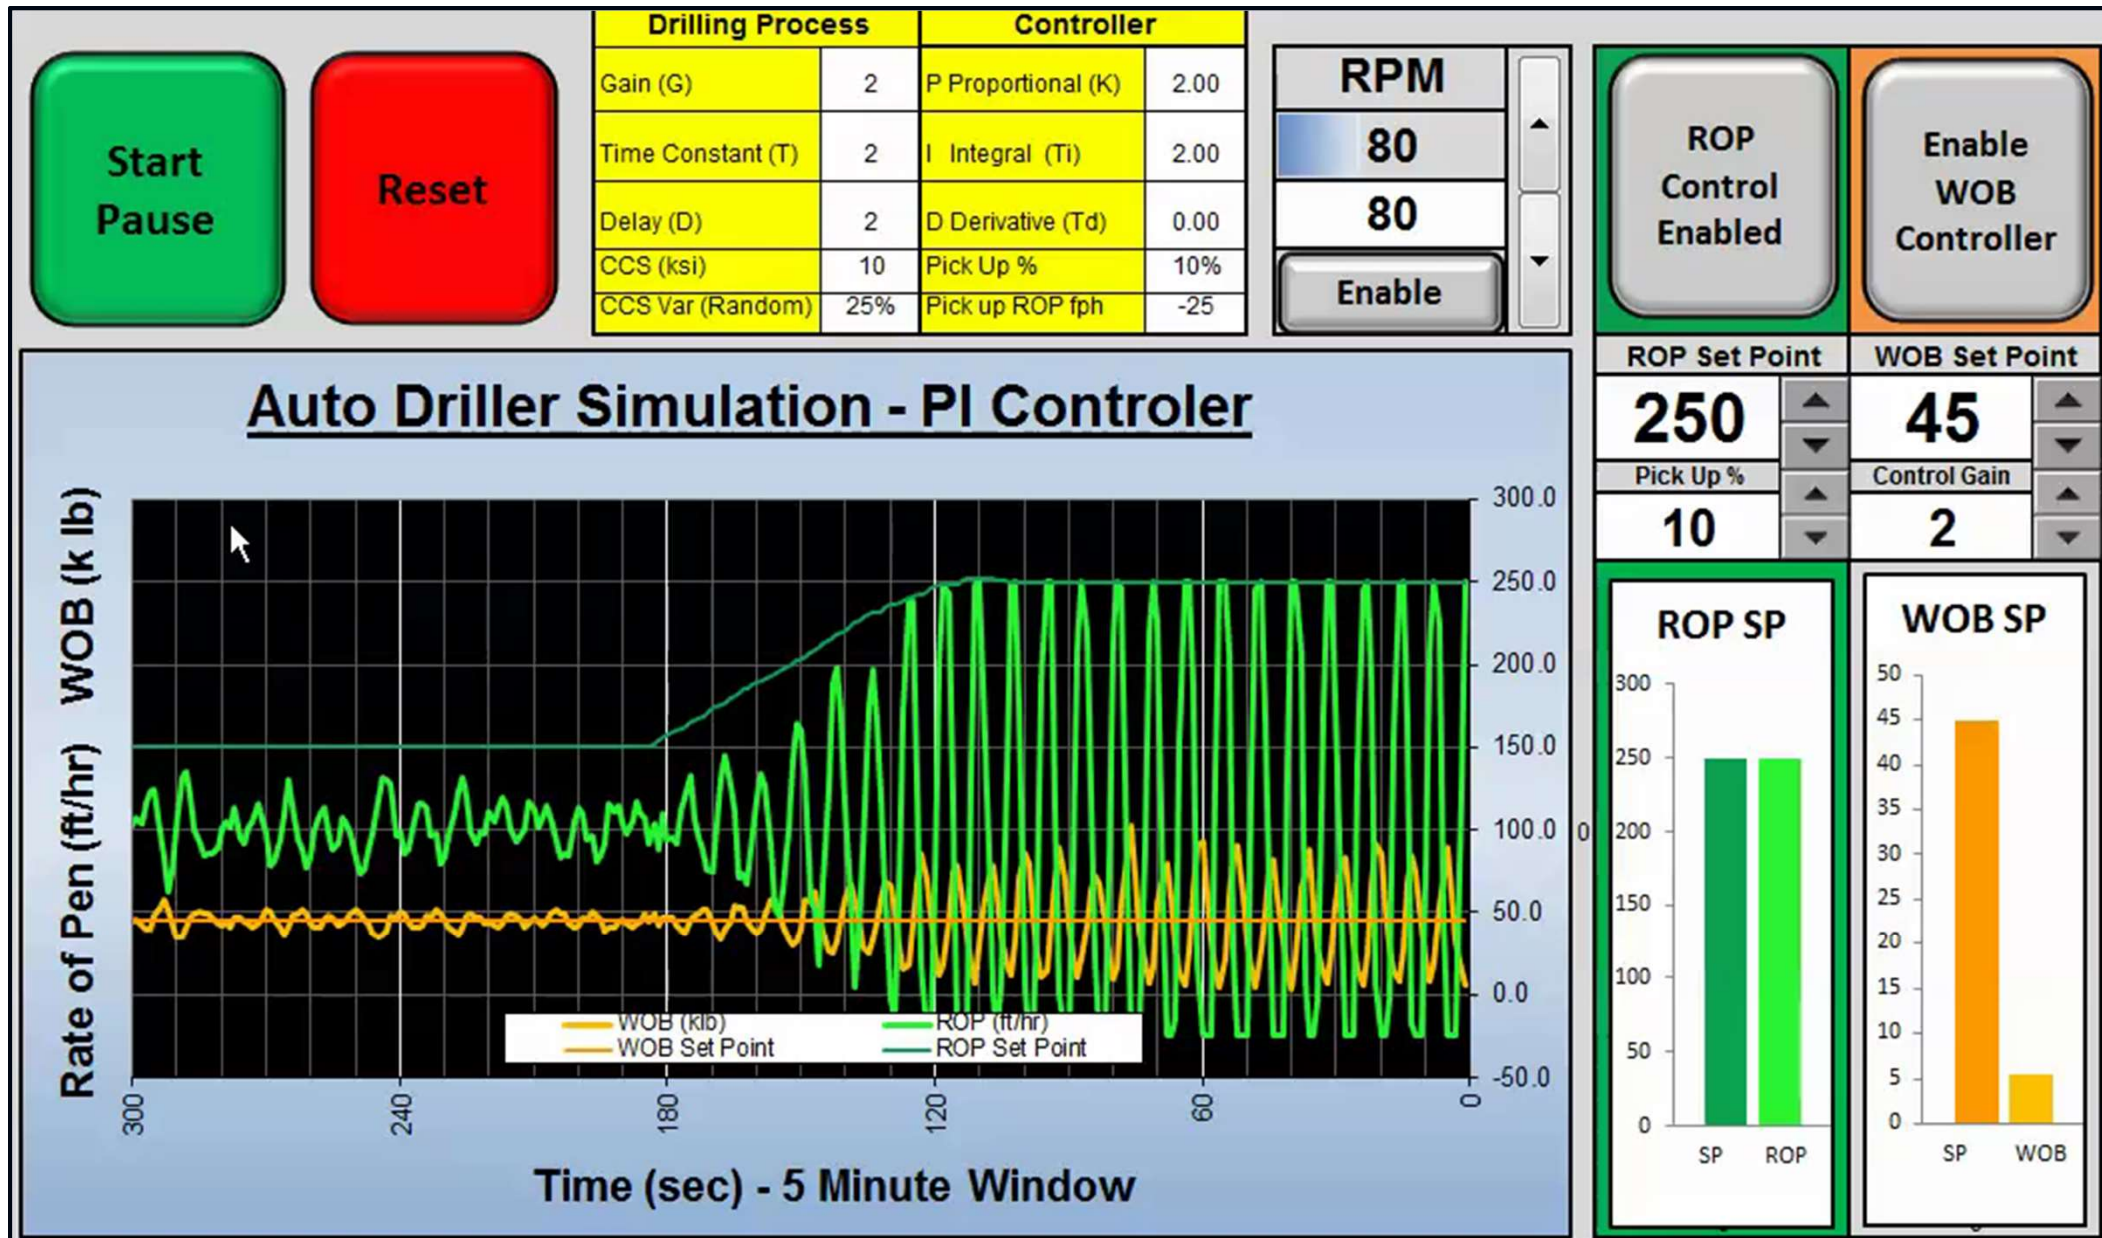 Start
Pause
Reset
Drilling Process Controller
Gain (G) 2 P Proportional (K) 2.00
Time Constant (T) 2 I Integral (Ti) 2.00
Delay (D) 2 D Derivative (Td) 0.00
CCS (ksi) 10 Pick Up % 10%
CCS Var (Random) 25% Pick up ROP fph -25
RPM
80
80
Enable
ROP
Control
Enabled
Enable
WOB
Controller
ROP Set Point WOB Set Point
250 45
Pick Up % Control Gain
10 2
Auto Driller Simulation - PI Controler
Rate of Pen (ft/hr) WOB (k lb)
300.0
250.0
200.0
150.0
100.0 0
50.0
0.0
-50.0
WOB (klb) ROP (ft/hr)
WOB Set Point ROP Set Point
300 240 180 120 60 0
Time (sec) - 5 Minute Window
ROP SP
300
250
200
150
100
50
0
SP ROP
WOB SP
50
45
40
35
30
25
20
15
10
5
0
SP WOB